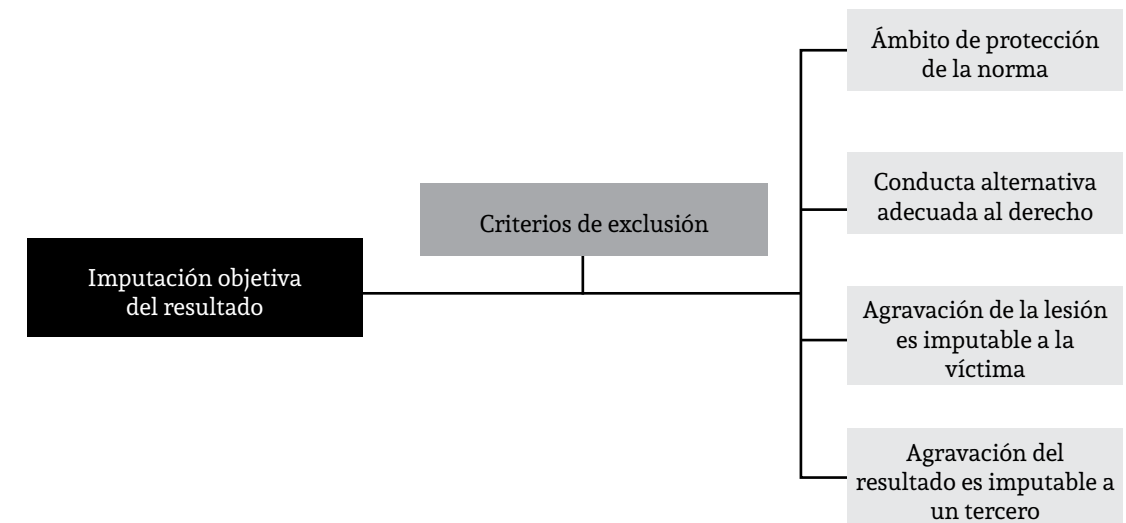 Imputación objetiva
del resultado
Criterios de exclusión
Ámbito de protección
de la norma
Conducta alternativa
adecuada al derecho
Agravación de la lesión
es imputable a la
víctima
Agravación del
resultado es imputable a
un tercero